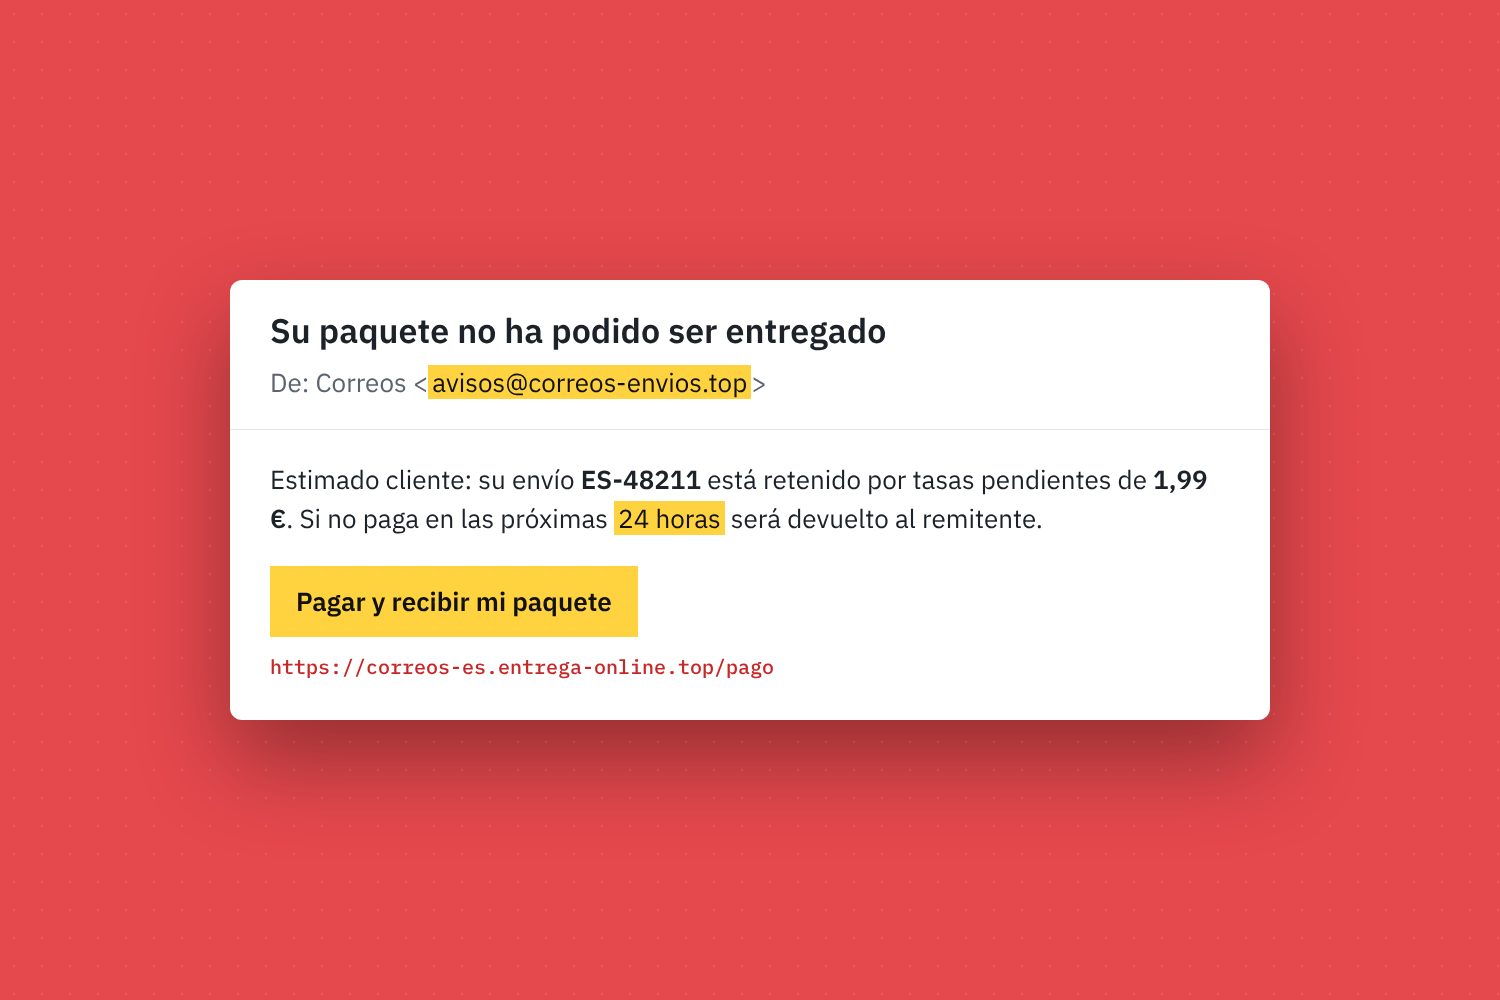 Su paquete no ha podido ser entregado
De: Correos <avisos@correos-envios.top>
Estimado cliente: su envío ES-48211 está retenido por tasas pendientes de 1,99
€. Si no paga en las próximas 24 horas será devuelto al remitente.
Pagar y recibir mi paquete
https://correos-es.entrega-online.top/pago